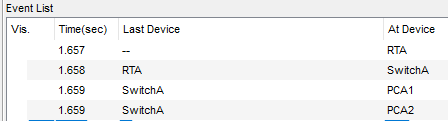 Event List
Vis. Time(sec) Last Device At Device
1.657 -- RTA
1.658 RTA SwitchA
1.659 SwitchA PCA1
1.659 SwitchA PCA2